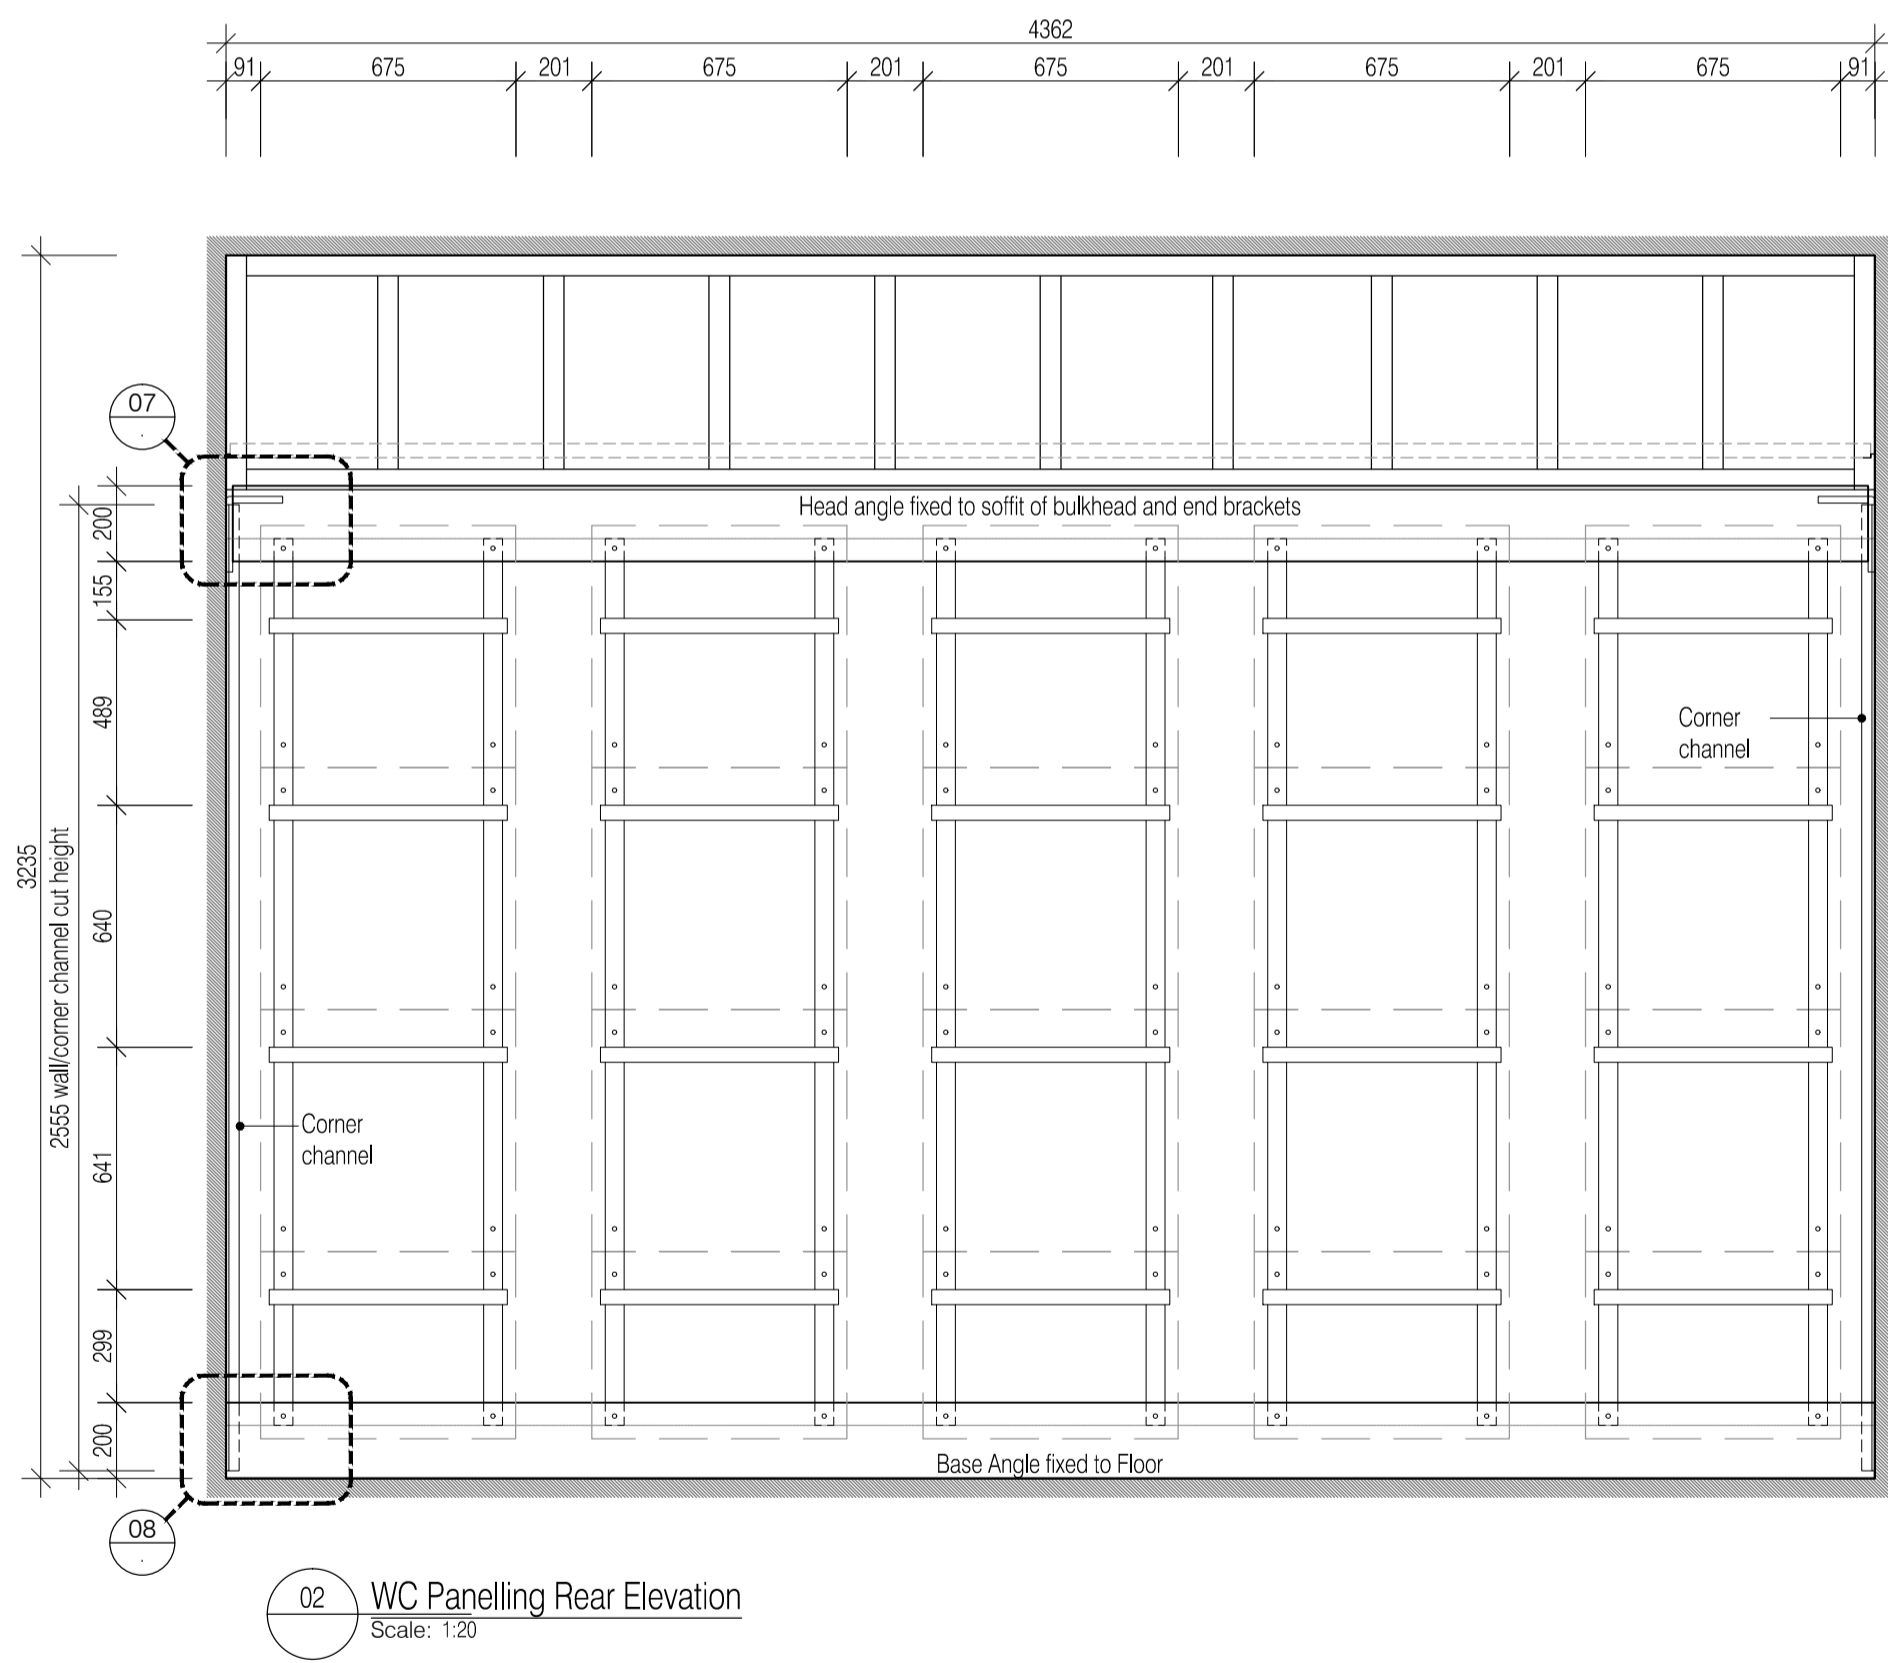 4362
91 675 201 675 201 675 201 675 201 675 91
07
Head angle fixed to soffit of bulkhead and end brackets
200
155
489
Corner
channel
3235
2555 wall/corner channel cut height
640
641
Corner
channel
299
200
Base Angle fixed to Floor
08
02 WC Panelling Rear Elevation
Scale: 1:20